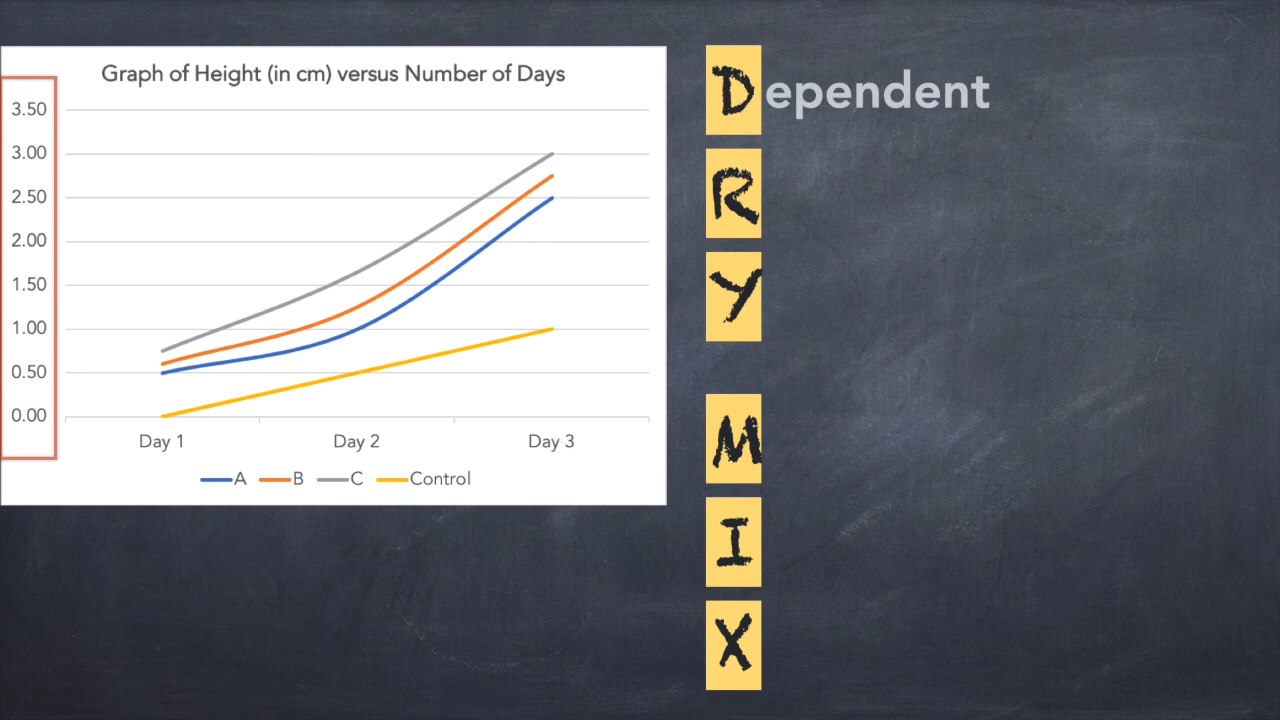 Graph of Height (in cm) versus Number of Days
3.50
3.00
2.50
2.00
1.50
1.00
0.50
0.00
Day 1 Day 2 Day 3
A B C Control
Dependent
R
Y
M
I
X